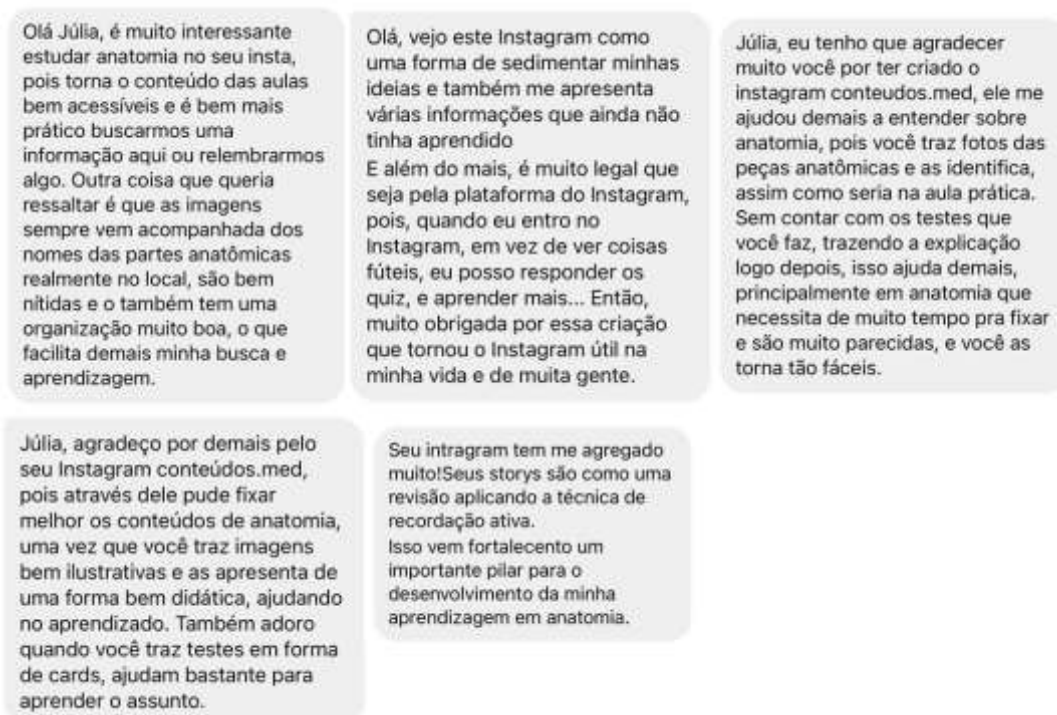 Olá Júlia, é muito interessante
estudar anatomia no seu insta,
pois torna o conteúdo das aulas
bem acessíveis e é bem mais
prático buscarmos uma
informação aqui ou relembrarmos
algo. Outra coisa que queria
ressaltar é que as imagens
sempre vem acompanhada dos
nomes das partes anatômicas
realmente no local, são bem
nítidas e o também tem uma
organização muito boa, o que
facilita demais minha busca e
aprendizagem.
Olá, vejo este Instagram como
uma forma de sedimentar minhas
ideias e também me apresenta
várias informações que ainda não
tinha aprendido
E além do mais, é muito legal que
seja pela plataforma do Instagram,
pois, quando eu entro no
Instagram, em vez de ver coisas
fúteis, eu posso responder os
quiz, e aprender mais... Então,
muito obrigada por essa criação
que tornou o Instagram útil na
minha vida e de muita gente.
Júlia, eu tenho que agradecer
muito você por ter criado o
instagram conteudos.med, ele me
ajudou demais a entender sobre
anatomia, pois você traz fotos das
peças anatômicas e as identifica,
assim como seria na aula prática.
Sem contar com os testes que
você faz, trazendo a explicação
logo depois, isso ajuda demais,
principalmente em anatomia que
necessita de muito tempo pra fixar
e são muito parecidas, e você as
torna tão fáceis.
Júlia, agradeço por demais pelo
seu Instagram conteúdos.med,
pois através dele pude fixar
melhor os conteúdos de anatomia,
uma vez que você traz imagens
bem ilustrativas e as apresenta de
uma forma bem didática, ajudando
no aprendizado. Também adoro
quando você traz testes em forma
de cards, ajudam bastante para
aprender o assunto.
Seu intragram tem me agregado
muito!Seus storys são como uma
revisão aplicando a técnica de
recordação ativa.
Isso vem fortalecento um
importante pilar para o
desenvolvimento da minha
aprendizagem em anatomia.